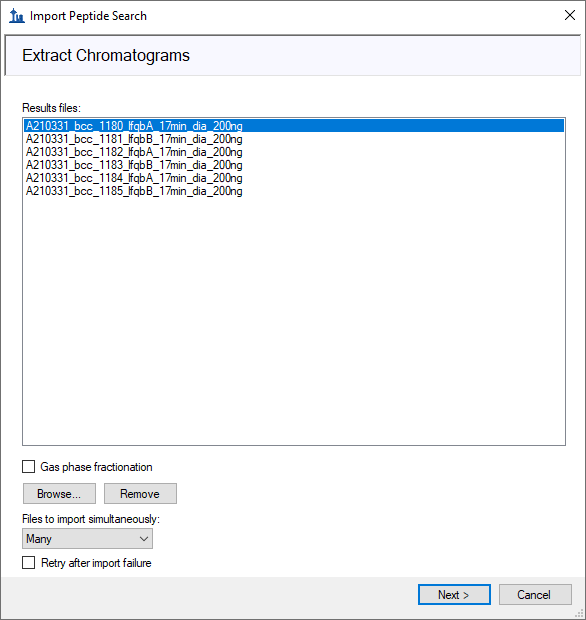 Import Peptide Search
Extract Chromatograms
Results files:
A210331_bcc_1180_lfqbA_17min_dia_200ng
A210331_bcc_1181_lfqbB_17min_dia_200ng
A210331_bcc_1182_lfqbA_17min_dia_200ng
A210331_bcc_1183_lfqbB_17min_dia_200ng
A210331_bcc_1184_lfqbA_17min_dia_200ng
A210331_bcc_1185_lfqbB_17min_dia_200ng
Gas phase fractionation
Browse... Remove
Files to import simultaneously:
Many
Retry after import failure
Next > Cancel